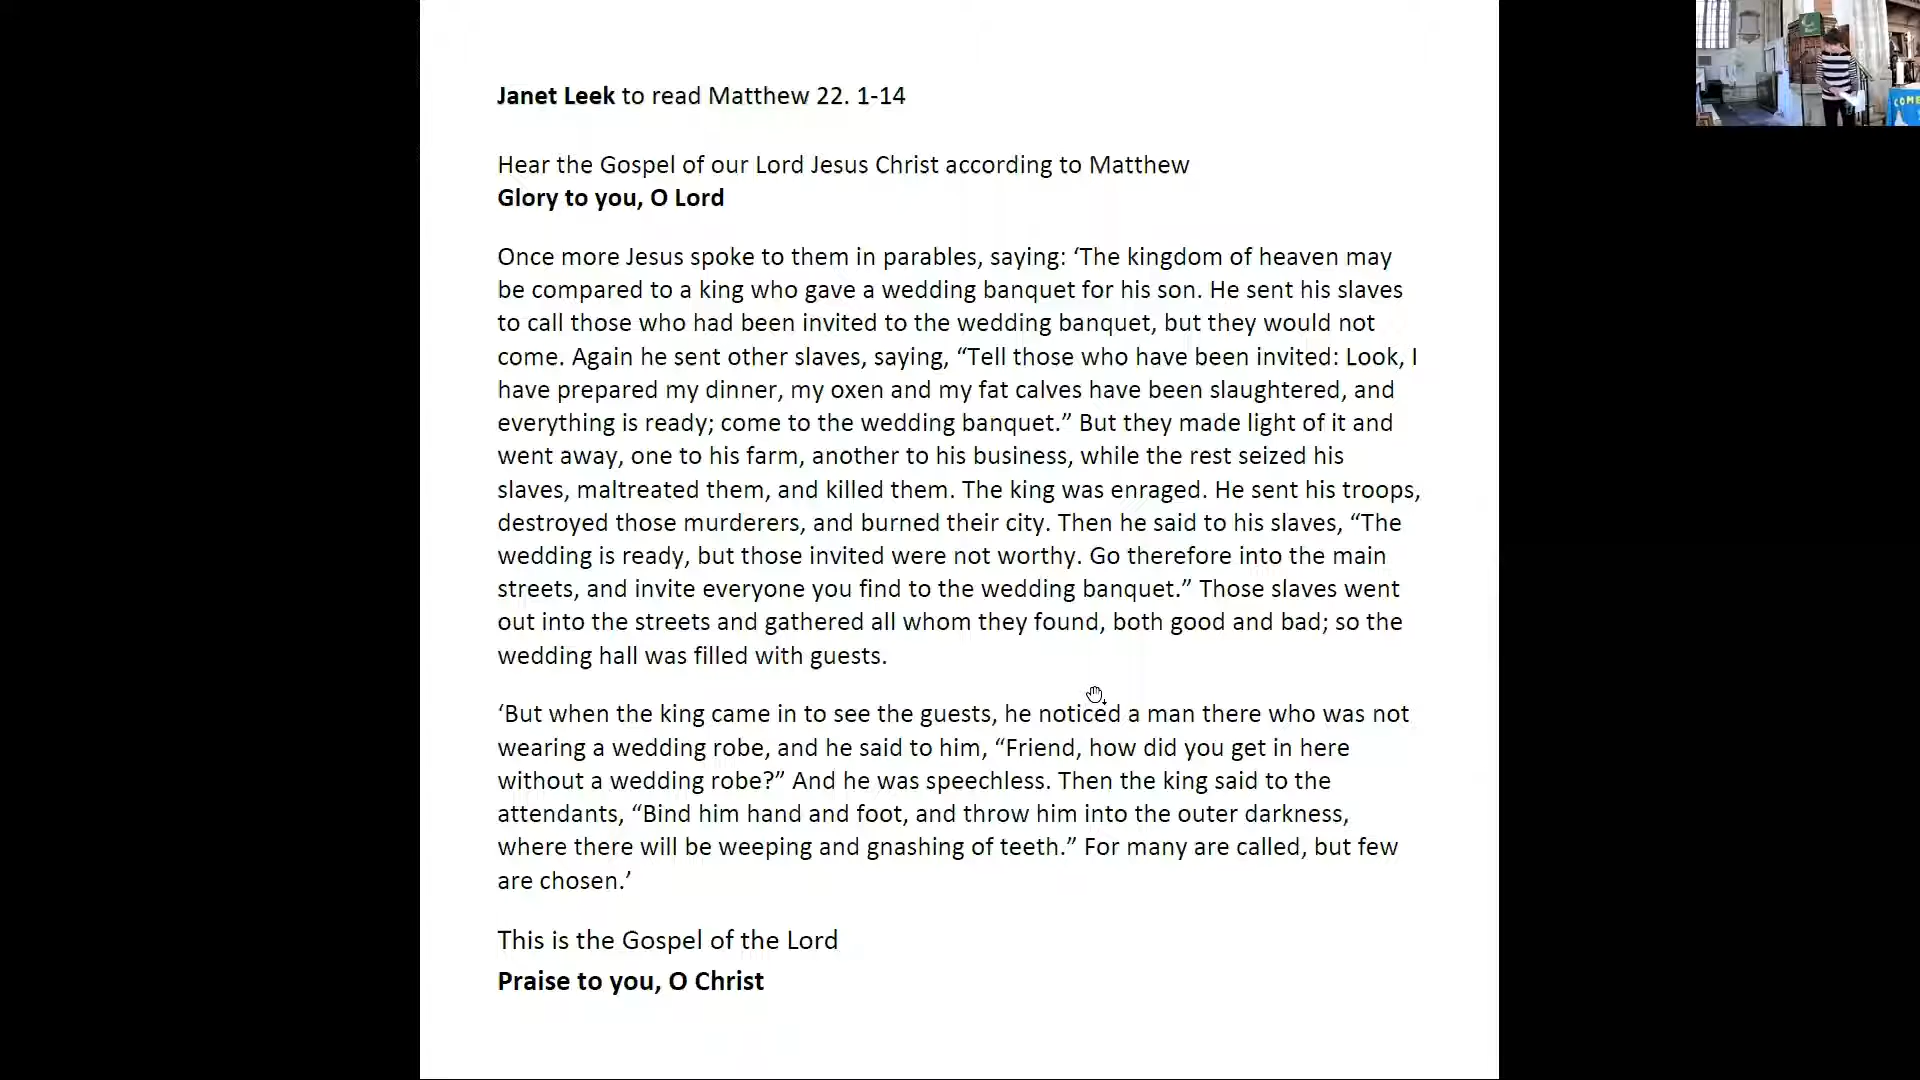 Janet Leek to read Matthew 22. 1-14
Hear the Gospel of our Lord Jesus Christ according to Matthew
Glory to you, O Lord
Once more Jesus spoke to them in parables, saying: ‘The kingdom of heaven may
be compared to a king who gave a wedding banquet for his son. He sent his slaves
to call those who had been invited to the wedding banquet, but they would not
come. Again he sent other slaves, saying, “Tell those who have been invited: Look, I
have prepared my dinner, my oxen and my fat calves have been slaughtered, and
everything is ready; come to the wedding banquet.” But they made light of it and
went away, one to his farm, another to his business, while the rest seized his
slaves, maltreated them, and killed them. The king was enraged. He sent his troops,
destroyed those murderers, and burned their city. Then he said to his slaves, “The
wedding is ready, but those invited were not worthy. Go therefore into the main
streets, and invite everyone you find to the wedding banquet.” Those slaves went
out into the streets and gathered all whom they found, both good and bad; so the
wedding hall was filled with guests.
‘But when the king came in to see the guests, he noticed a man there who was not
wearing a wedding robe, and he said to him, “Friend, how did you get in here
without a wedding robe?” And he was speechless. Then the king said to the
attendants, “Bind him hand and foot, and throw him into the outer darkness,
where there will be weeping and gnashing of teeth.” For many are called, but few
are chosen.’
This is the Gospel of the Lord
Praise to you, O Christ
COME